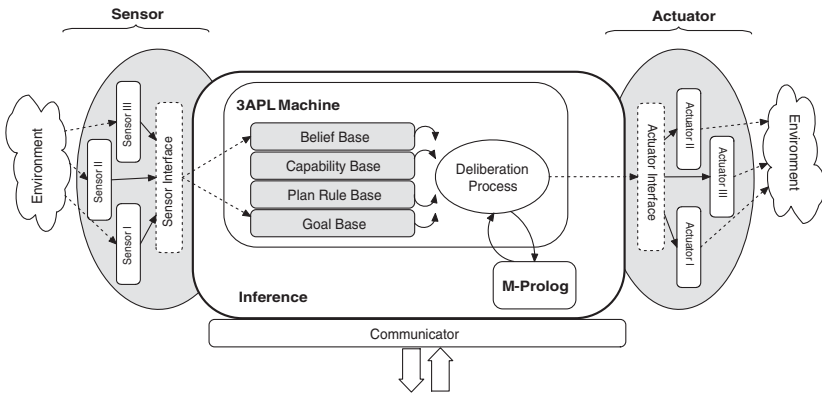 Sensor
Actuator
Environment
Sensor III
Sensor II
Sensor I
Sensor Interface
3APL Machine
Belief Base
Capability Base
Plan Rule Base
Goal Base
Deliberation
Process
M-Prolog
Inference
Actuator Interface
Actuator II
Actuator III
Actuator I
Environment
Communicator